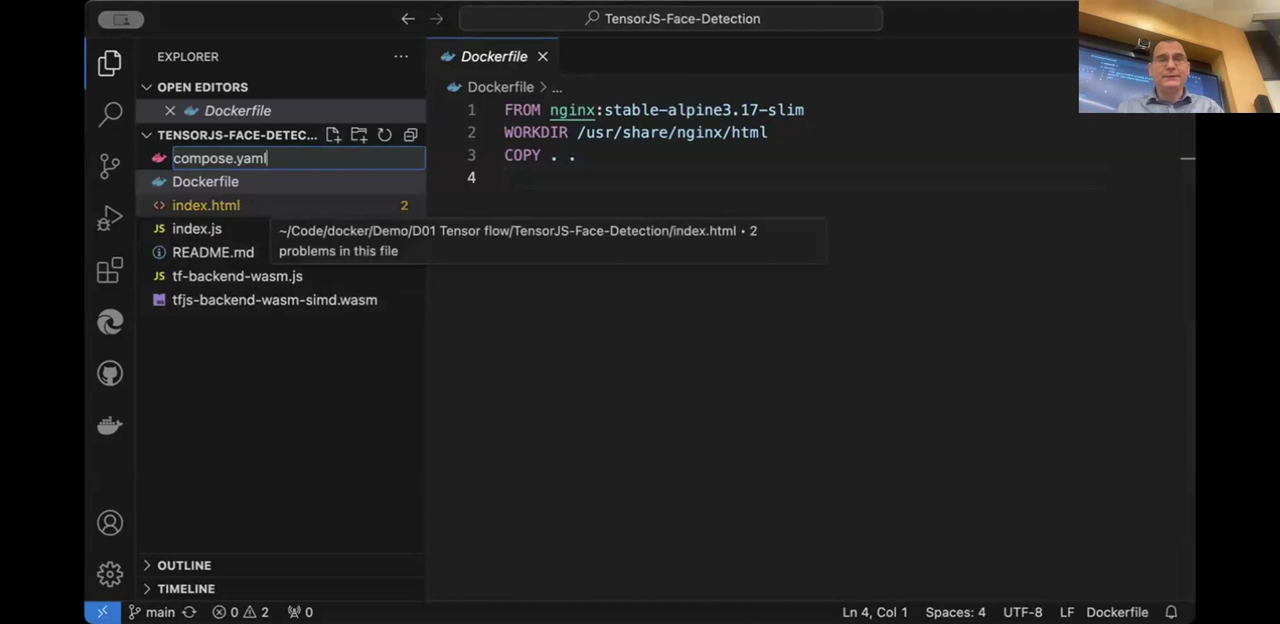 TensorJS-Face-Detection
EXPLORER
Dockerfile
OPEN EDITORS
Dockerfile
TENSORJS-FACE-DETEC...
compose.yaml
Dockerfile
index.html 2
JS index.js
README.md
JS tf-backend-wasm.js
tfjs-backend-wasm-simd.wasm
OUTLINE
TIMELINE
Dockerfile > ...
1 FROM nginx:stable-alpine3.17-slim
2 WORKDIR /usr/share/nginx/html
3 COPY . .
4
~/Code/docker/Demo/D01 Tensor flow/TensorJS-Face-Detection/index.html • 2
problems in this file
main 0 2 0 Ln 4, Col 1 Spaces: 4 UTF-8 LF Dockerfile